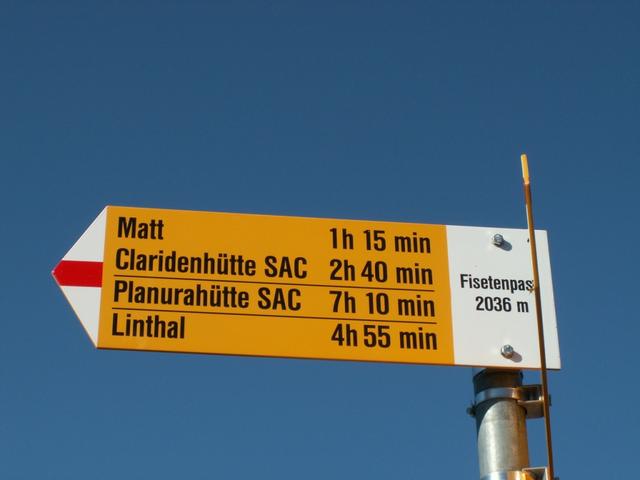 Matt 1h 15 min
Claridenhütte SAC 2h 40 min
Planurahütte SAC 7h 10 min
Linthal 4h 55 min
Fisetenpass
2036 m